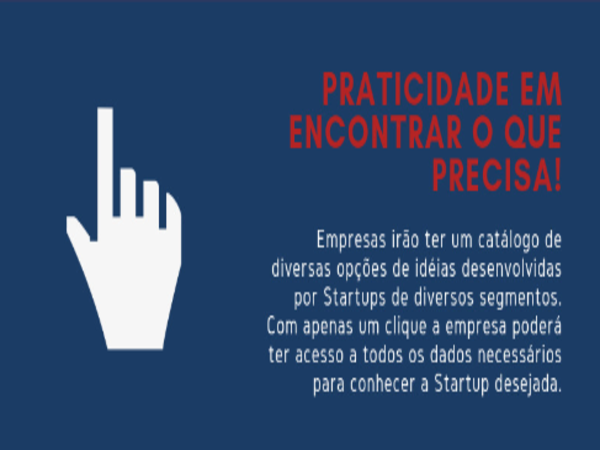 PRATICIDADE EM
ENCONTRAR O QUE
PRECISA!
Empresas irão ter um catálogo de
diversas opções de idéias desenvolvidas
por Startups de diversos segmentos.
Com apenas um clique a empresa poderá
ter acesso a todos os dados necessários
para conhecer a Startup desejada.